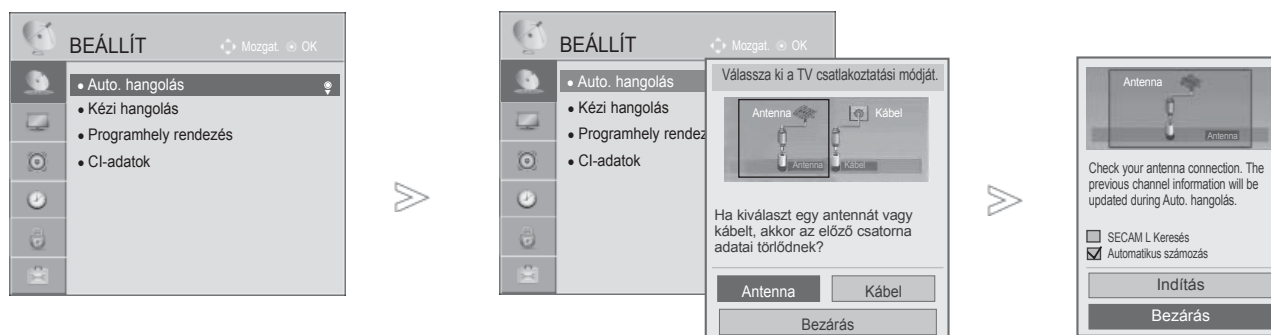 BEÁLLÍT
Mozgat. OK
• Auto. hangolás
• Kézi hangolás
• Programhely rendezés
• CI-adatok
>>
BEÁLLÍT
Mozgat. OK
• Auto. hangolás
• Kézi hangolás
• Programhely rendez
• CI-adatok
Válassza ki a TV csatlakoztatási módját.
Antenna Kábel
Antenna Kábel
Ha kiválaszt egy antennát vagy
kábelt, akkor az előző csatorna
adatai törlődnek?
Antenna Kábel
Bezárás
>>
Antenna
Antenna
Check your antenna connection. The
previous channel information will be
updated during Auto. hangolás.
SECAM L Keresés
Automatikus számozás
Indítás
Bezárás